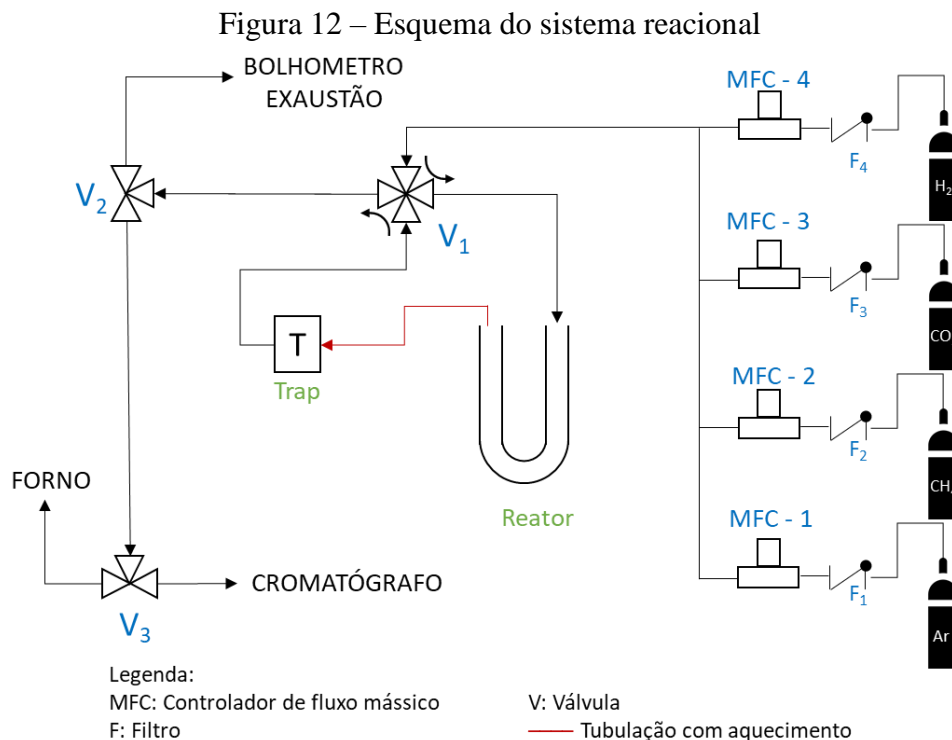 Figura 12 – Esquema do sistema reacional
BOLHOMETRO
EXAUSTÃO
MFC - 4
F4
H2
V2
V1
MFC - 3
F3
CO
T
Trap
MFC - 2
F2
CH
Reator
FORNO
MFC - 1
F1
Ar
CROMATÓGRAFO
V3
Legenda:
MFC: Controlador de fluxo mássico
V: Válvula
F: Filtro
Tubulação com aquecimento